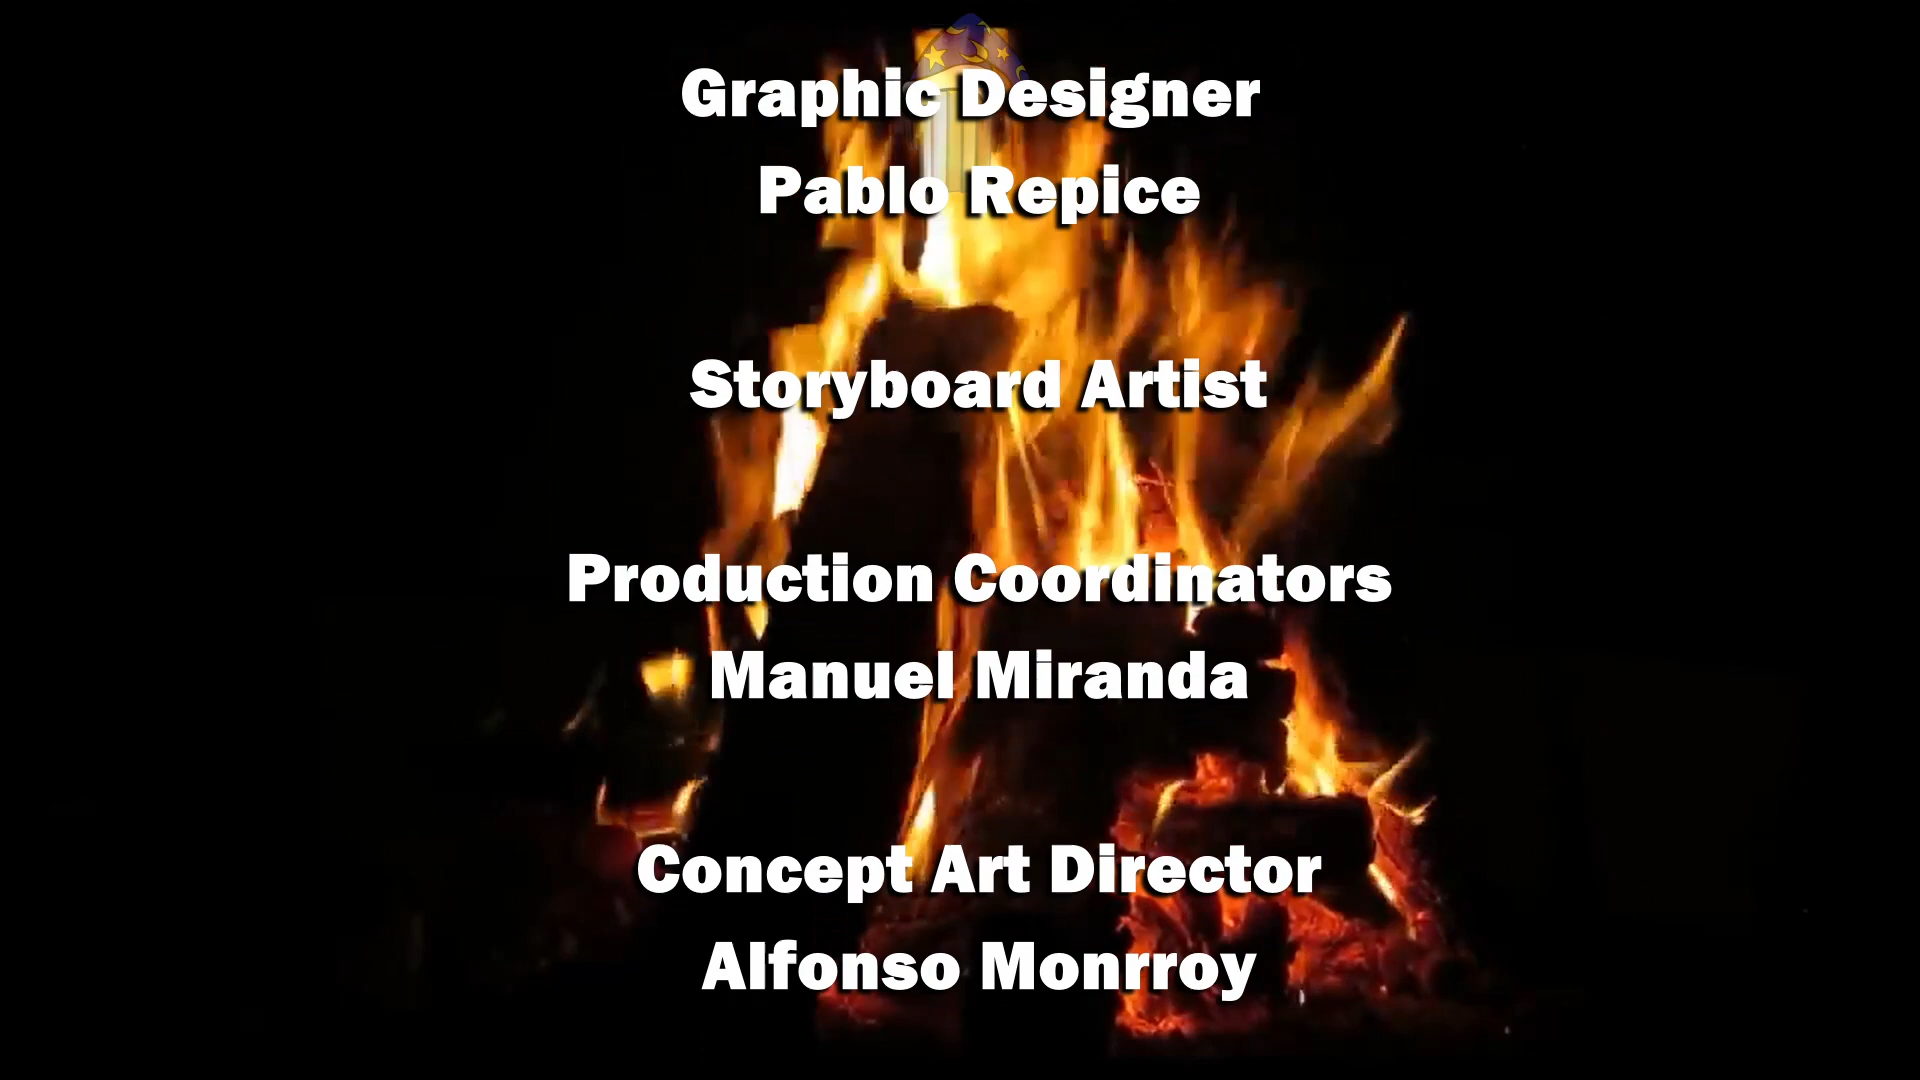 Graphic Designer
Pablo Repice
Storyboard Artist
Production Coordinators
Manuel Miranda
Concept Art Director
Alfonso Monrroy